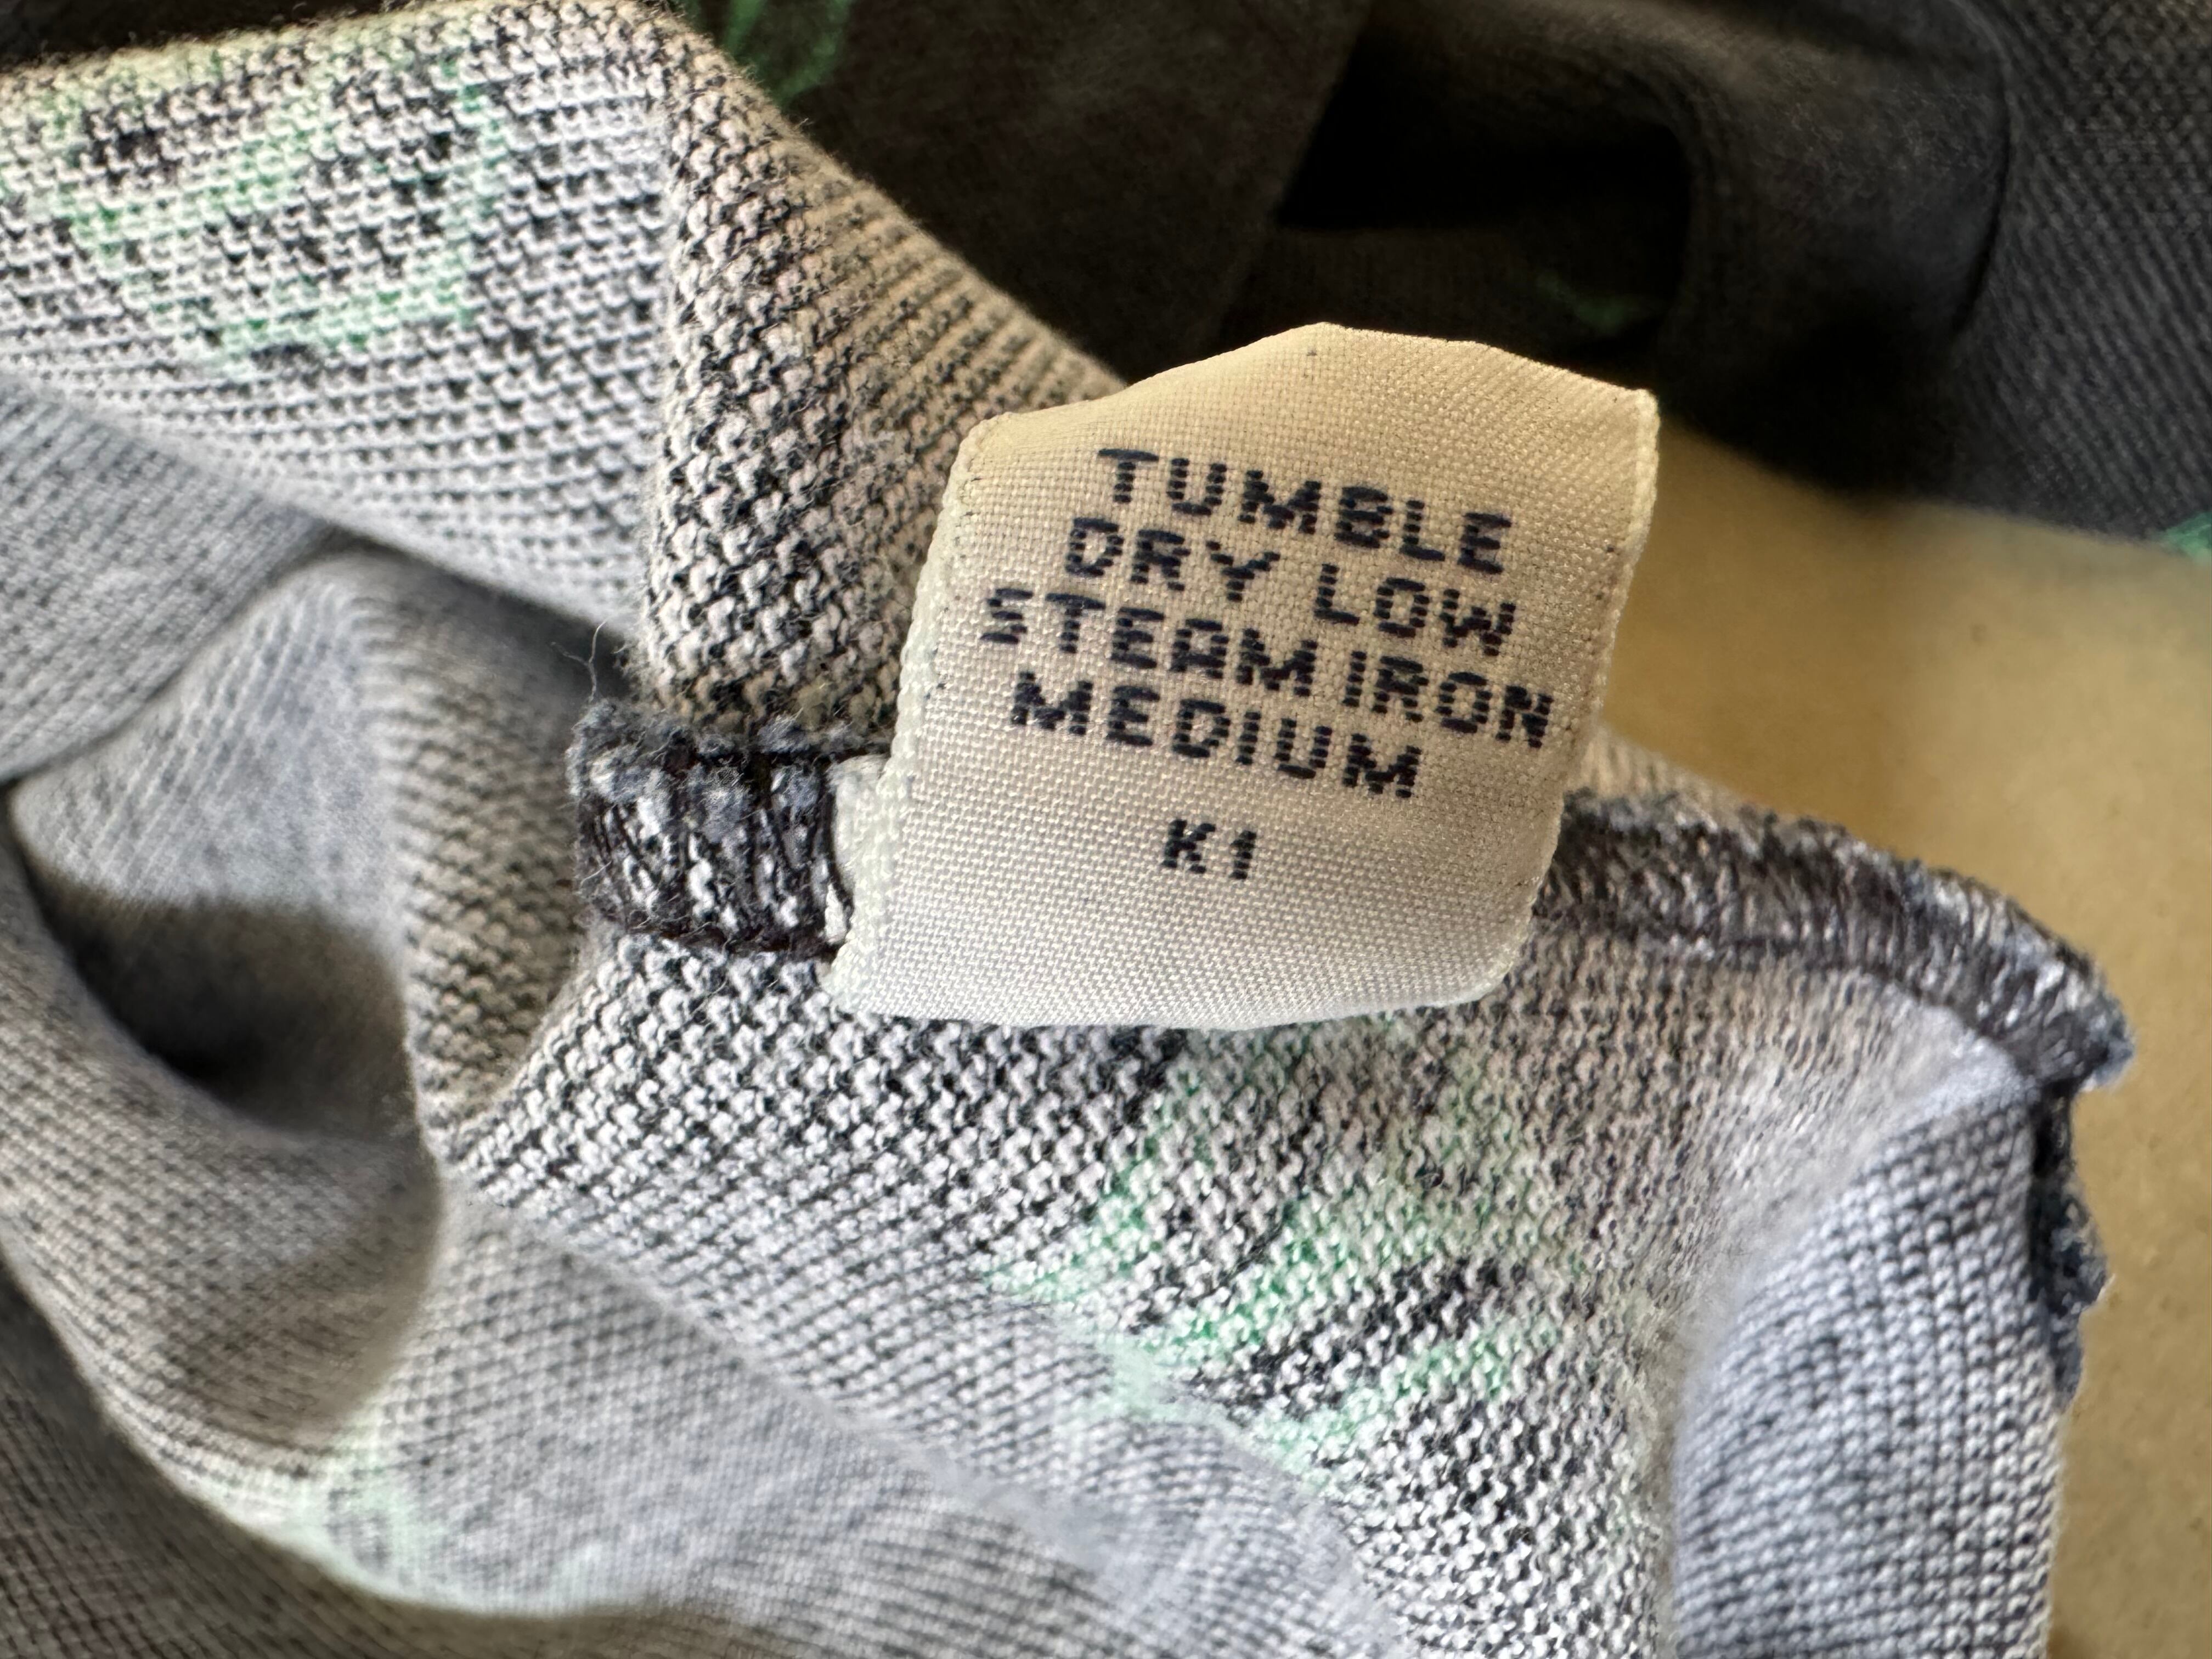 TUMBLE
DRY LOW
STEAM IRON
MEDIUM
K1